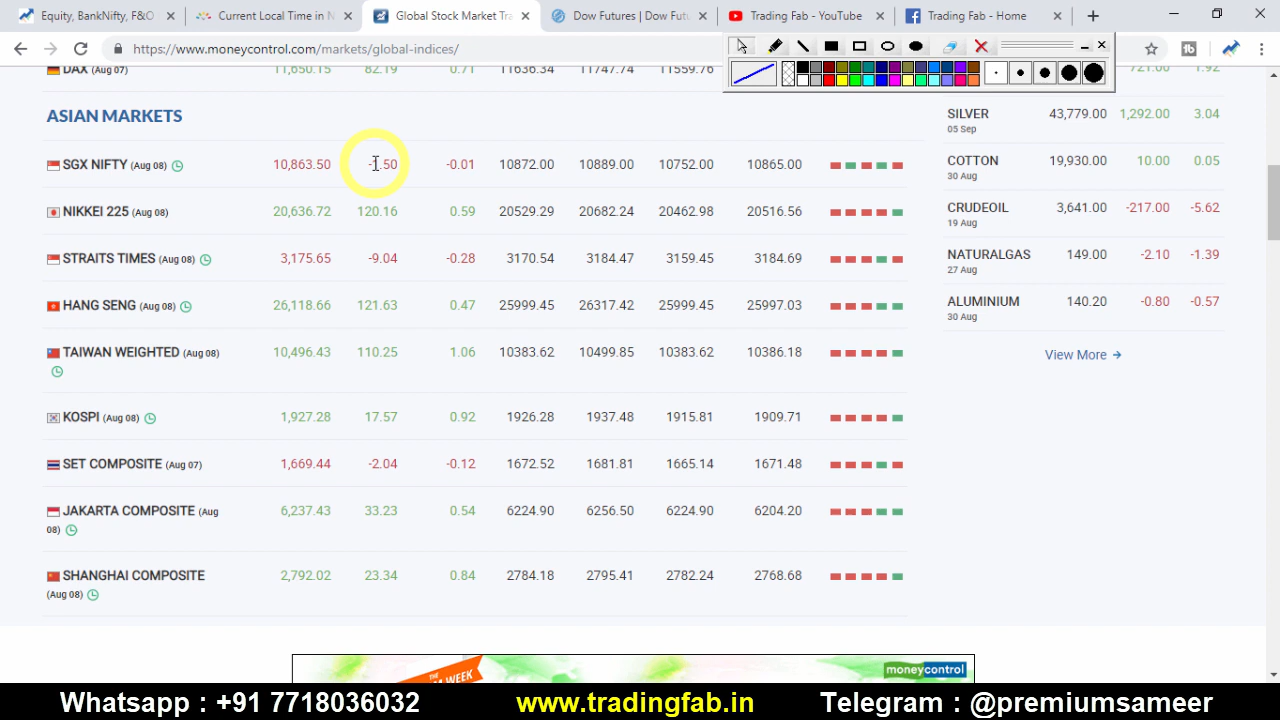 Equity, BankNifty, F&O
Current Local Time in N
Global Stock Market Tra
Dow Futures | Dow Futu
Trading Fab - YouTube
Trading Fab - Home
https://www.moneycontrol.com/markets/global-indices/
DAX (Aug 07) 11,650.15 82.19 0.71 11636.34 11747.74 11559.76
721.00 1.92
ASIAN MARKETS
SILVER 43,779.00 1,292.00 3.04
05 Sep
SGX NIFTY (Aug 08) 10,863.50 -1.50 -0.01 10872.00 10889.00 10752.00 10865.00
COTTON 19,930.00 10.00 0.05
30 Aug
NIKKEI 225 (Aug 08) 20,636.72 120.16 0.59 20529.29 20682.24 20462.98 20516.56
CRUDEOIL 3,641.00 -217.00 -5.62
19 Aug
STRAITS TIMES (Aug 08) 3,175.65 -9.04 -0.28 3170.54 3184.47 3159.45 3184.69
NATURALGAS 149.00 -2.10 -1.39
27 Aug
HANG SENG (Aug 08) 26,118.66 121.63 0.47 25999.45 26317.42 25999.45 25997.03
ALUMINIUM 140.20 -0.80 -0.57
30 Aug
TAIWAN WEIGHTED (Aug 08) 10,496.43 110.25 1.06 10383.62 10499.85 10383.62 10386.18
View More
KOSPI (Aug 08) 1,927.28 17.57 0.92 1926.28 1937.48 1915.81 1909.71
SET COMPOSITE (Aug 07) 1,669.44 -2.04 -0.12 1672.52 1681.81 1665.14 1671.48
JAKARTA COMPOSITE (Aug 6,237.43 33.23 0.54 6224.90 6256.50 6224.90 6204.20
08)
SHANGHAI COMPOSITE 2,792.02 23.34 0.84 2784.18 2795.41 2782.24 2768.68
(Aug 08)
THE
WEEK
moneycontrol
Whatsapp : +91 7718036032 www.tradingfab.in Telegram : @premiumsameer